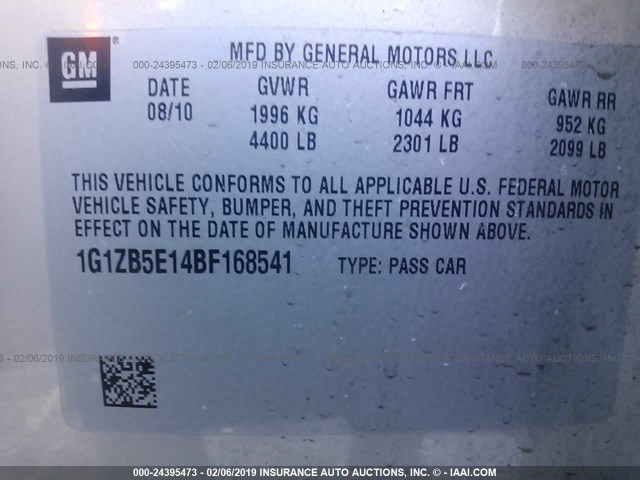 GM®
MFD BY GENERAL MOTORS LLC
DATE GVWR GAWR FRT GAWR RR
08/10 1996 KG 1044 KG 952 KG
4400 LB 2301 LB 2099 LB
THIS VEHICLE CONFORMS TO ALL APPLICABLE U.S. FEDERAL MOTOR
VEHICLE SAFETY, BUMPER, AND THEFT PREVENTION STANDARDS IN
EFFECT ON THE DATE OF MANUFACTURE SHOWN ABOVE.
1G1ZB5E14BF168541 TYPE: PASS CAR
000-24395473 - 02/06/2019 INSURANCE AUTO AUCTIONS, INC. © - IAAI.COM